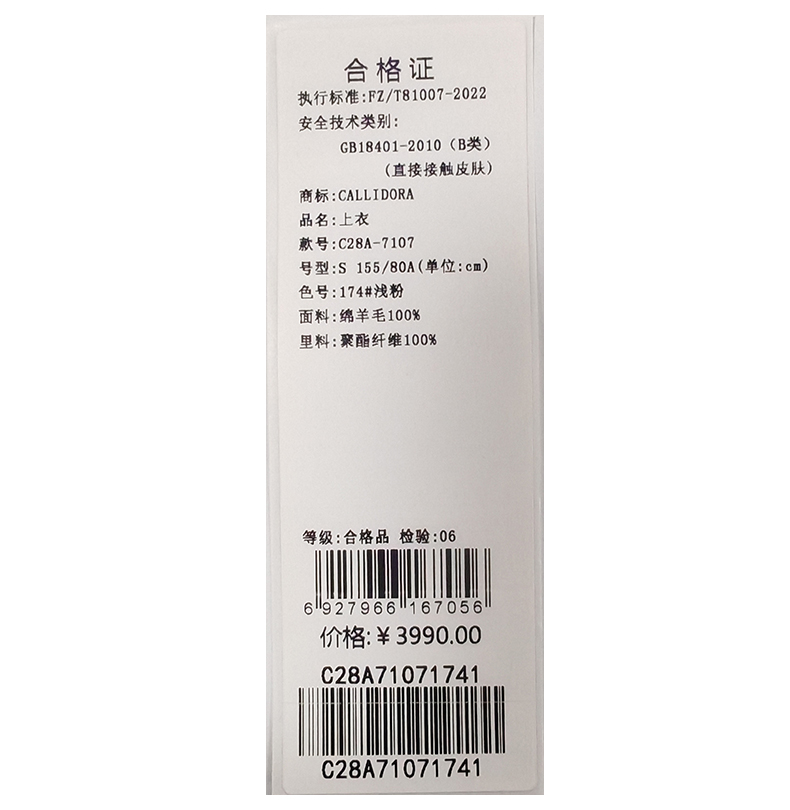 合格证
执行标准:FZ/T81007-2022
安全技术类别:
GB18401-2010（B类）
(直接接触皮肤)
商标:CALLIDORA
品名:上衣
款号:C28A-7107
号型:S 155/80A(单位:cm)
色号:174#浅粉
面料:绵羊毛100%
里料:聚酯纤维100%
等级:合格品 检验:06
6 927966 167056
价格:￥3990.00
C28A71071741
C28A71071741